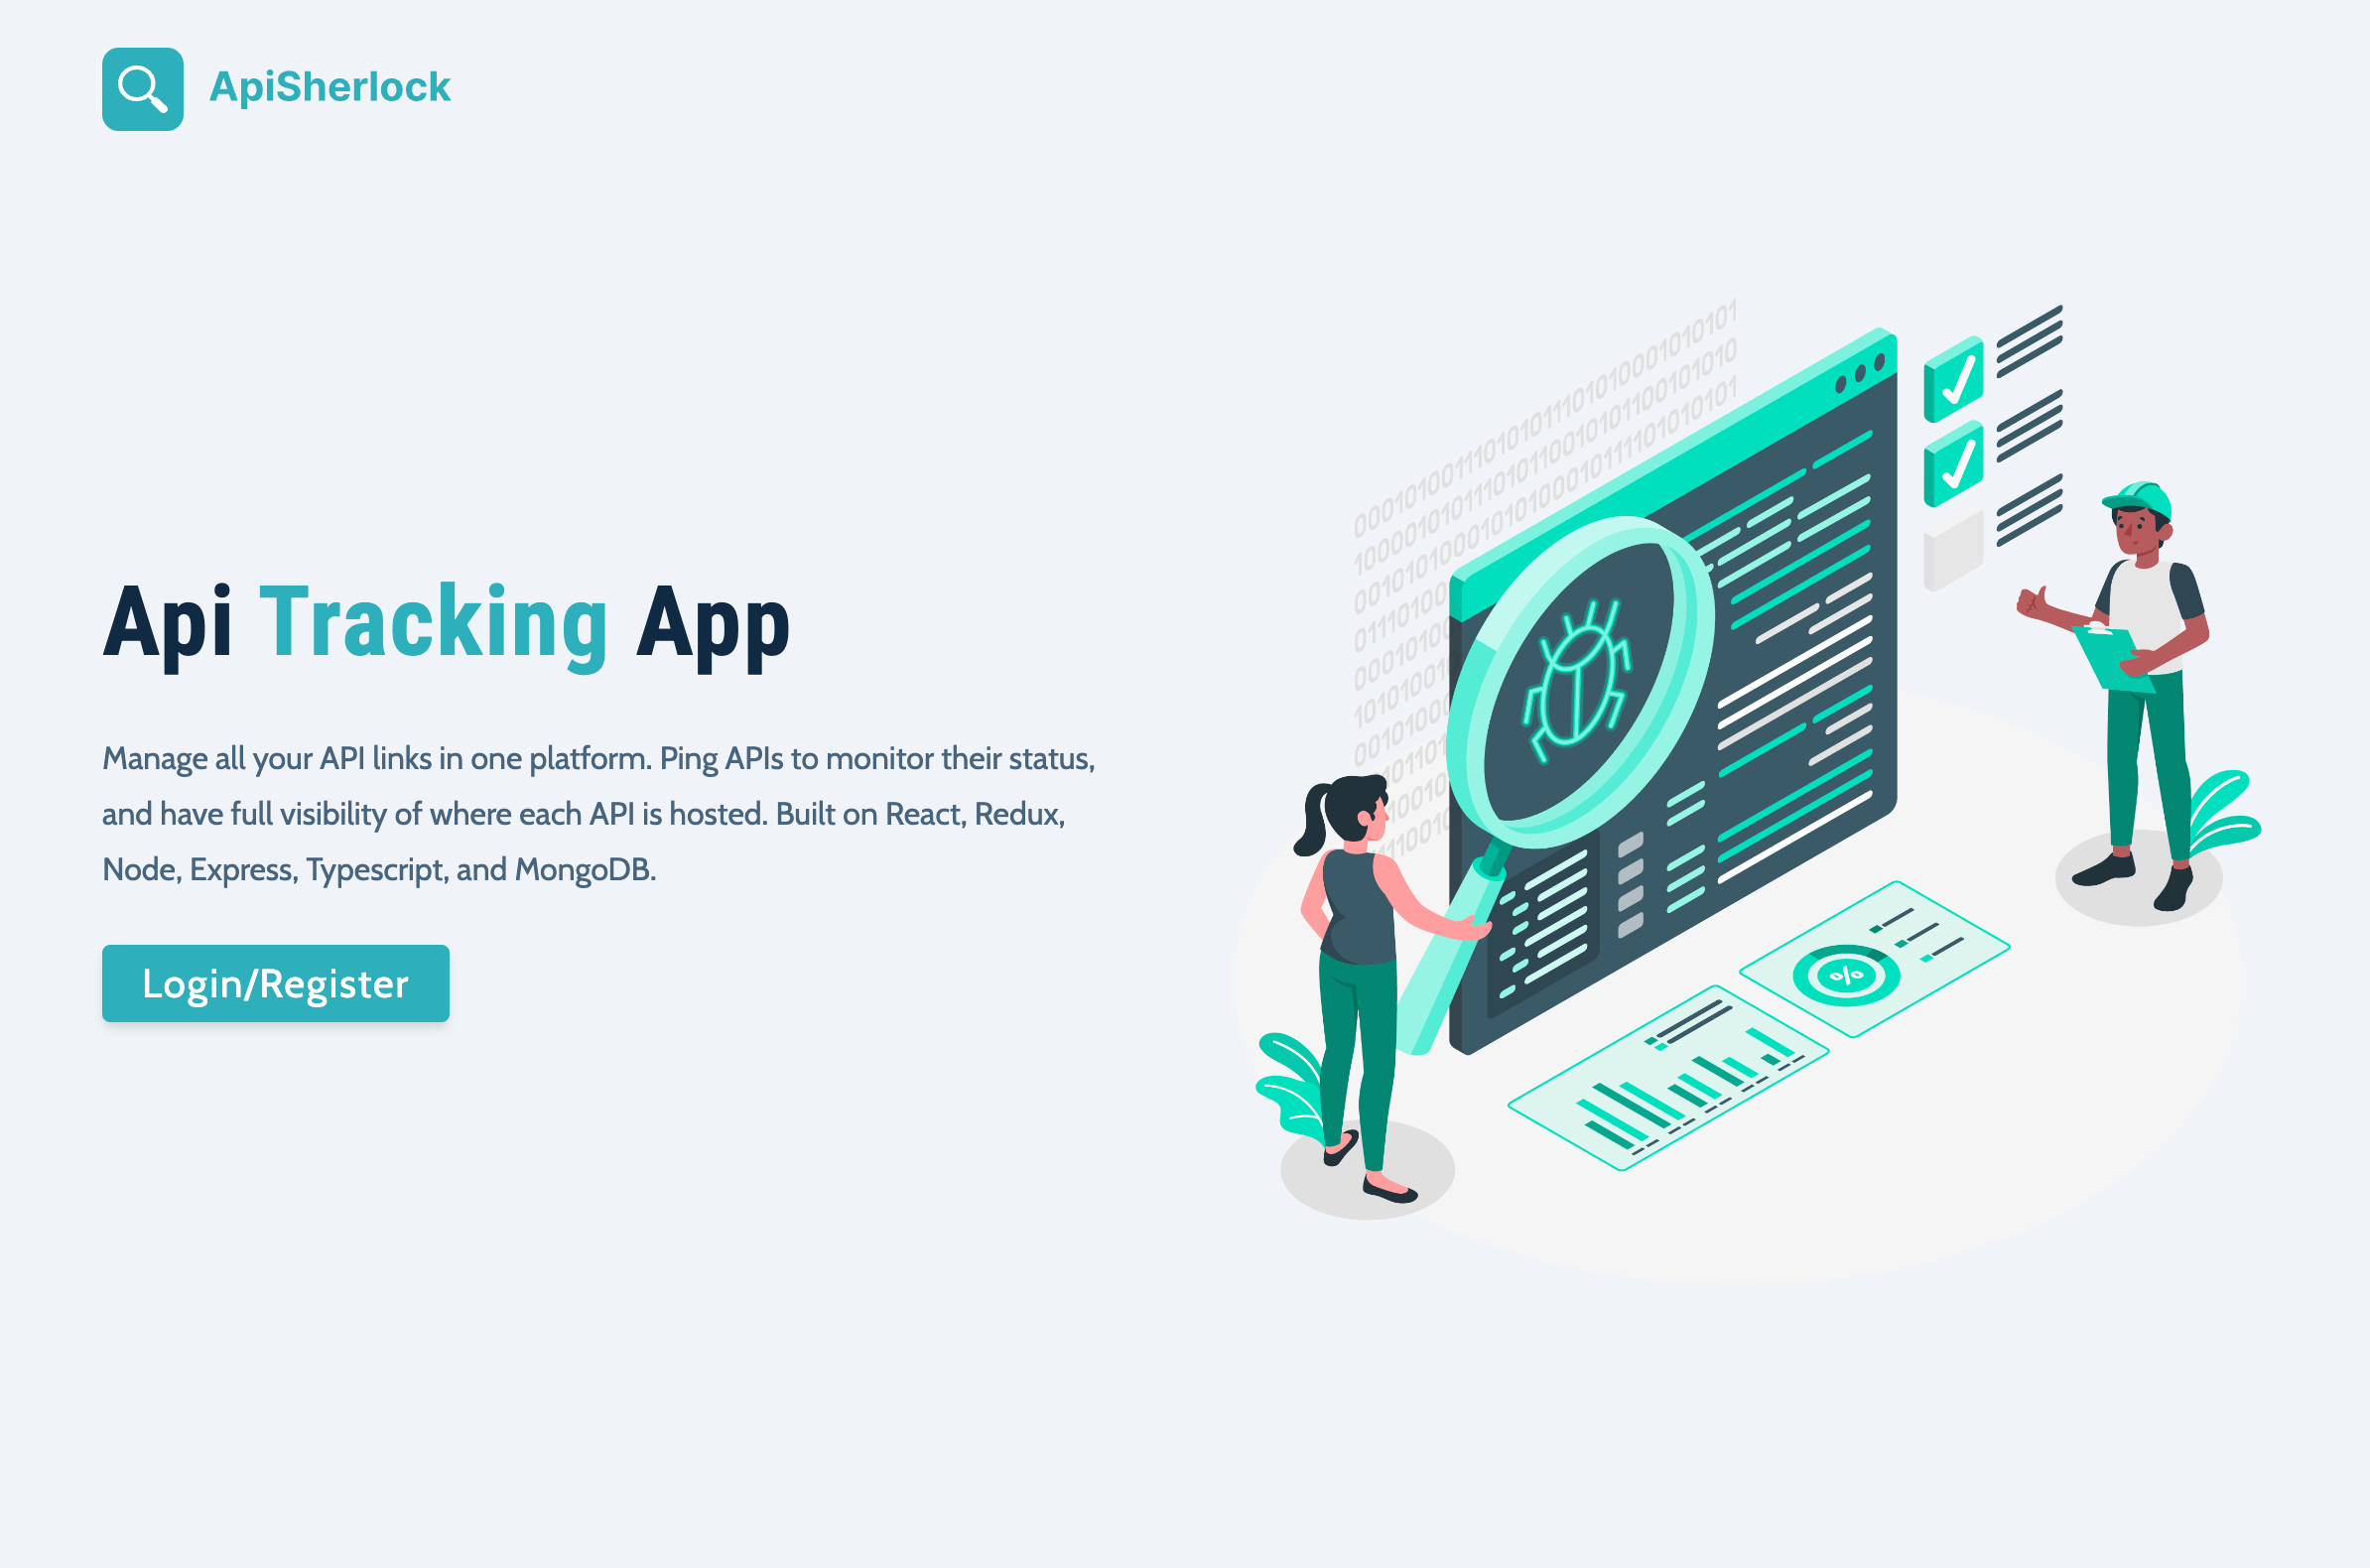 ApiSherlock
Api Tracking App
Manage all your API links in one platform. Ping APIs to monitor their status,
and have full visibility of where each API is hosted. Built on React, Redux,
Node, Express, Typescript, and MongoDB.
Login/Register
%